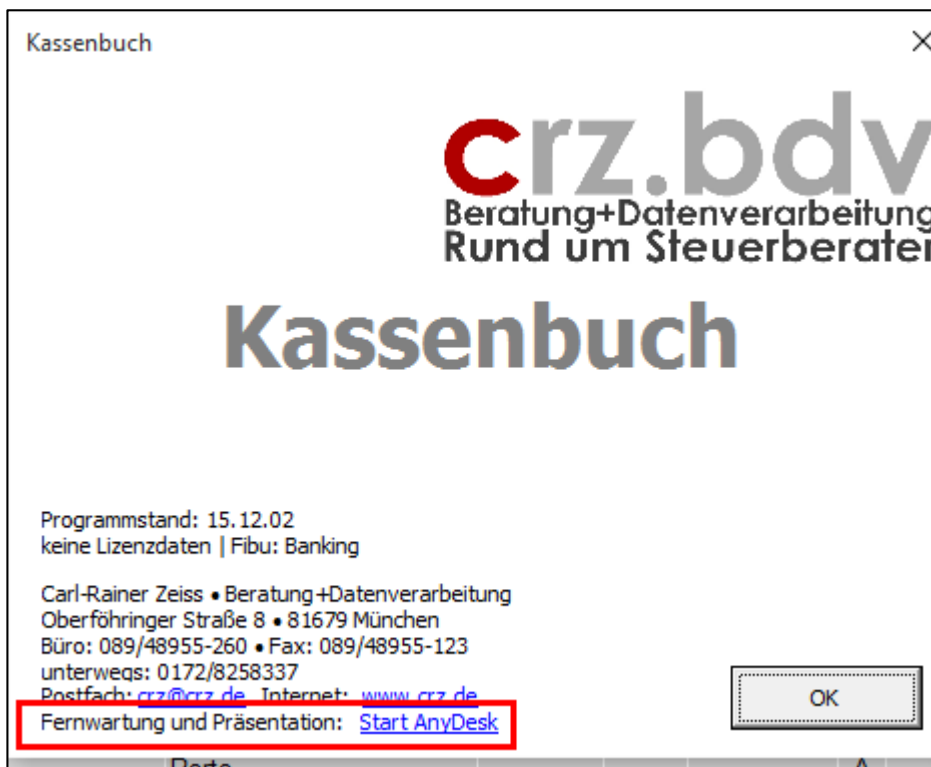 Kassenbuch
crz.bdv
Beratung+Datenverarbeitung
Rund um Steuerberater
Kassenbuch
Programmstand: 15.12.02
keine Lizenzdaten | Fibu: Banking
Carl-Rainer Zeiss • Beratung+Datenverarbeitung
Oberföhringer Straße 8 • 81679 München
Büro: 089/48955-260 • Fax: 089/48955-123
unterwegs: 0172/8258337
Postfach: crz@crz.de Internet: www.crz.de
OK
Fernwartung und Präsentation: Start AnyDesk